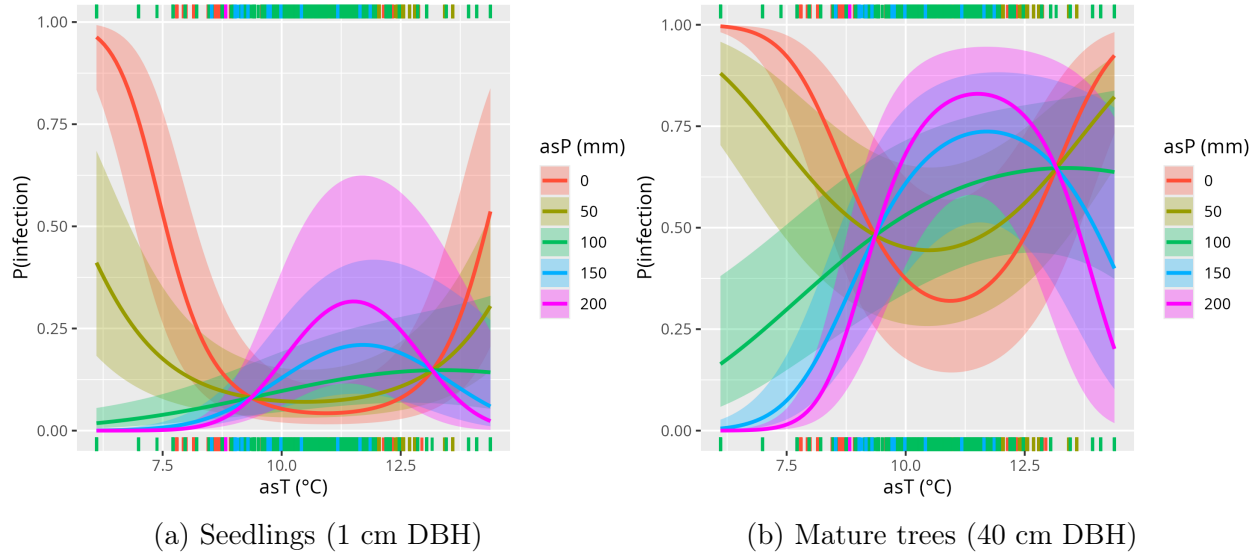 1.00
0.75
0.50
0.25
0.00
P(infection)
7.5 10.0 12.5
asT (°C)
asP (mm)
0
50
100
150
200
(a) Seedlings (1 cm DBH)
1.00
0.75
0.50
0.25
0.00
P(infection)
7.5 10.0 12.5
asT (°C)
asP (mm)
0
50
100
150
200
(b) Mature trees (40 cm DBH)